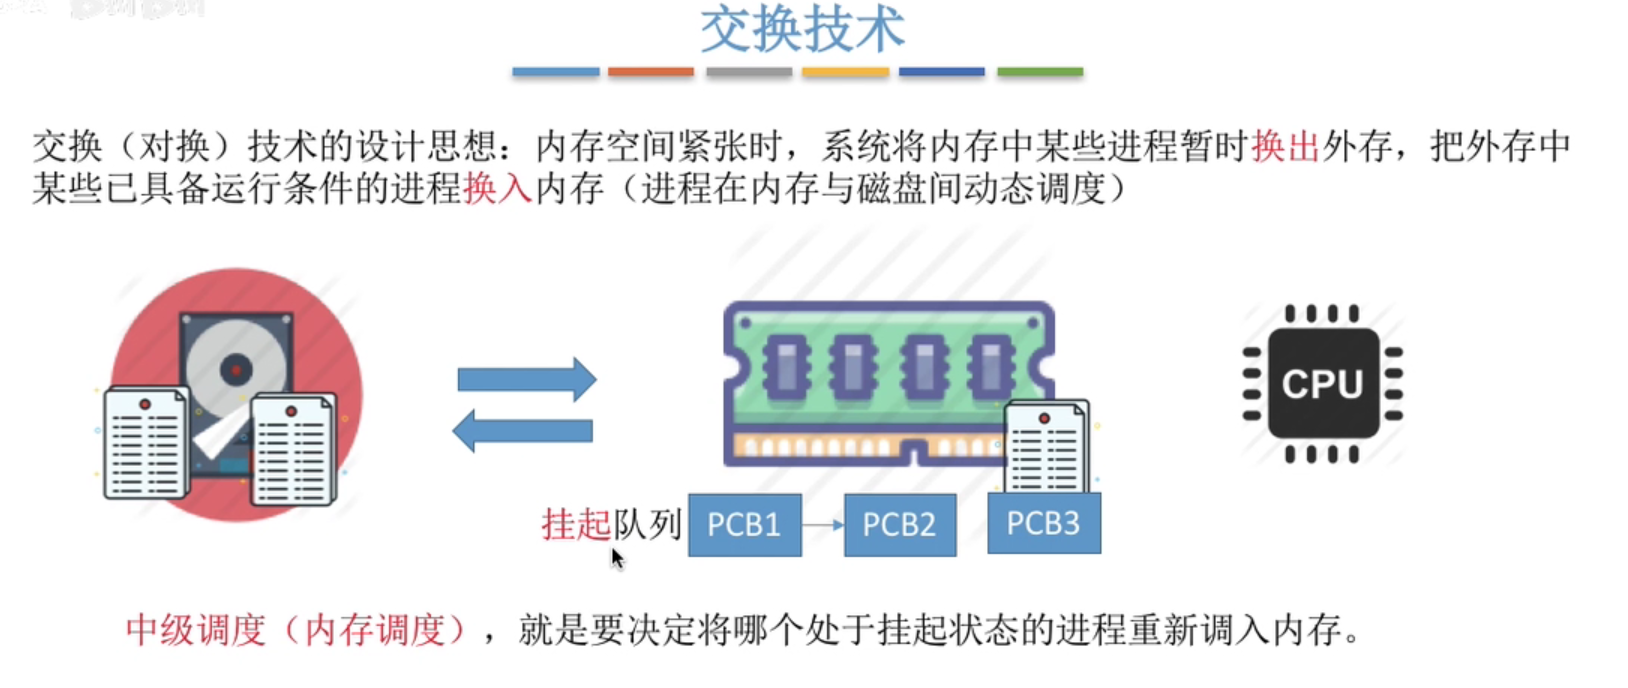 交换技术
交换（对换）技术的设计思想：内存空间紧张时，系统将内存中某些进程暂时换出外存，把外存中
某些已具备运行条件的进程换入内存（进程在内存与磁盘间动态调度）
CPU
挂起队列 PCB1 PCB2 PCB3
中级调度（内存调度），就是要决定将哪个处于挂起状态的进程重新调入内存。